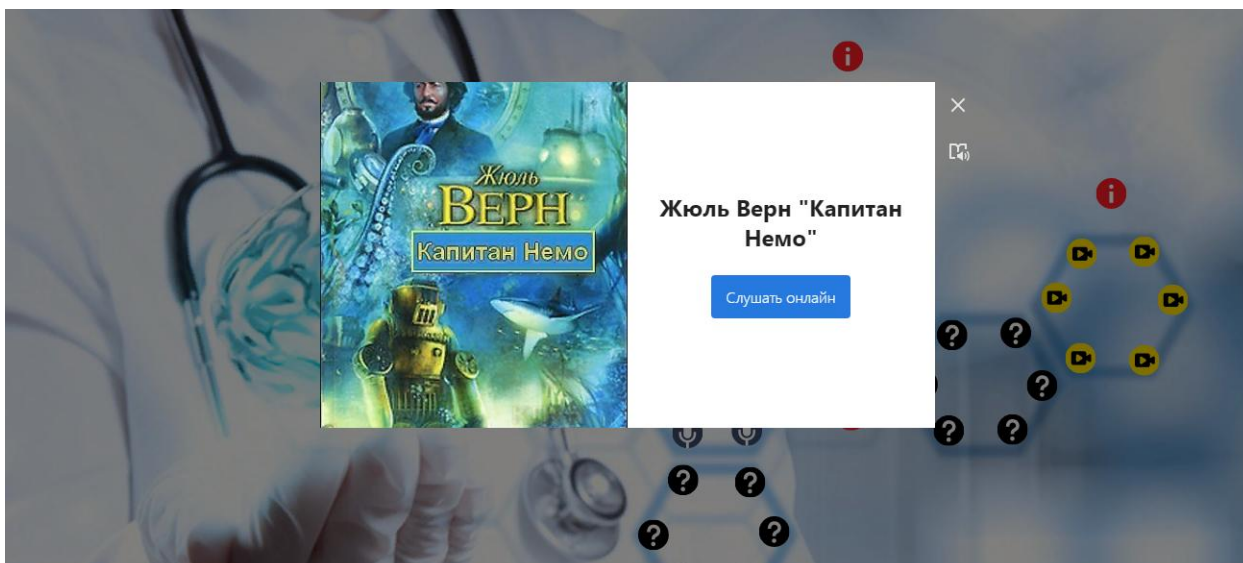 Жюль
ВЕРН
Капитан Немо
Жюль Верн "Капитан
Немо"
Слушать онлайн